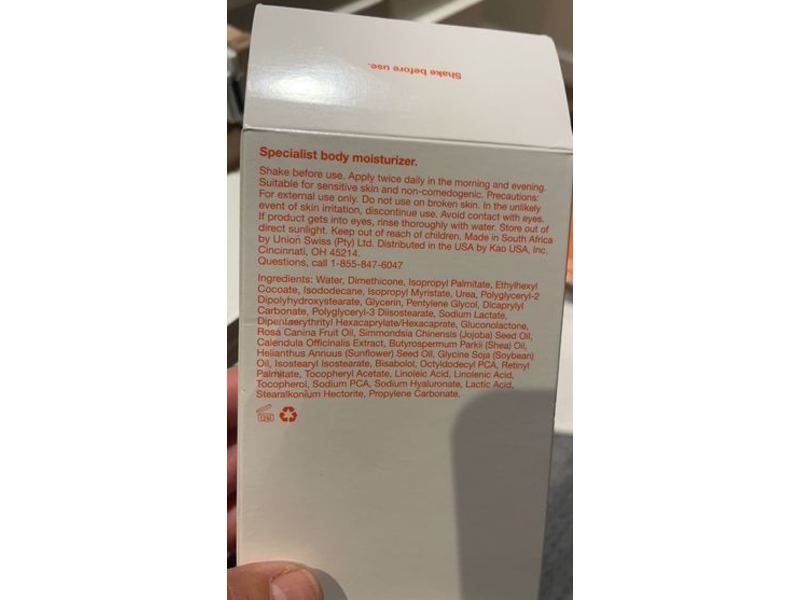 Shake before use.
Specialist body moisturizer.
Shake before use. Apply twice daily in the morning and evening.
Suitable for sensitive skin and non-comedogenic. Precautions:
For external use only. Do not use on broken skin. In the unlikely
event of skin irritation, discontinue use. Avoid contact with eyes.
If product gets into eyes, rinse thoroughly with water. Store out of
direct sunlight. Keep out of reach of children. Made in South Africa
by Union Swiss (Pty) Ltd. Distributed in the USA by Kao USA, Inc.
Cincinnati, OH 45214.
Questions, call 1-855-847-6047
Ingredients: Water, Dimethicone, Isopropyl Palmitate, Ethylhexyl
Cocoate, Isododecane, Isopropyl Myristate, Urea, Polyglyceryl-2
Dipolyhydroxystearate, Glycerin, Pentylene Glycol, Dicaprylyl
Carbonate, Polyglyceryl-3 Diisostearate, Sodium Lactate,
Dipentaerythrityl Hexacaprylate/Hexacaprate, Gluconolactone,
Rosa Canina Fruit Oil, Simmondsia Chinensis (Jojoba) Seed Oil,
Calendula Officinalis Extract, Butyrospermum Parkii (Shea) Oil,
Helianthus Annuus (Sunflower) Seed Oil, Glycine Soja (Soybean)
Oil, Isostearyl Isostearate, Bisabolol, Octyldodecyl PCA, Retinyl
Palmitate, Tocopheryl Acetate, Linoleic Acid, Linolenic Acid,
Tocopherol, Sodium PCA, Sodium Hyaluronate, Lactic Acid,
Stearalkonium Hectorite, Propylene Carbonate.
12M